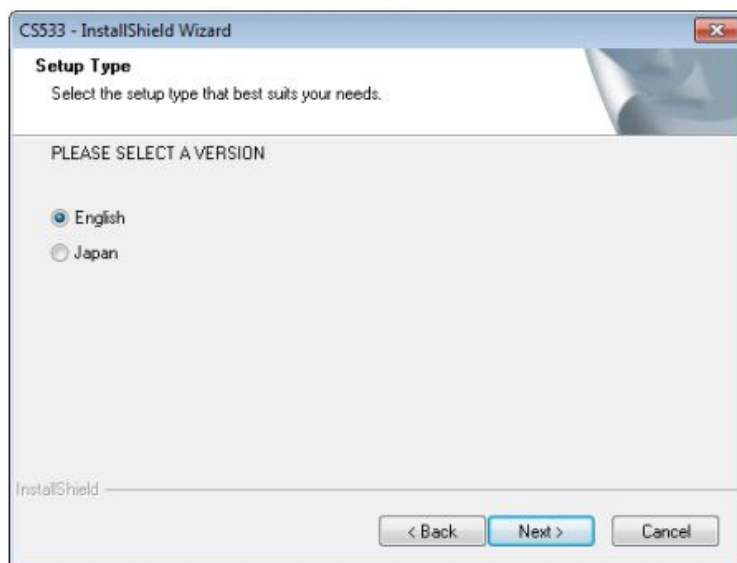 CS533 - InstallShield Wizard
Setup Type
Select the setup type that best suits your needs.
PLEASE SELECT A VERSION
English
Japan
InstallShield
< Back
Next >
Cancel